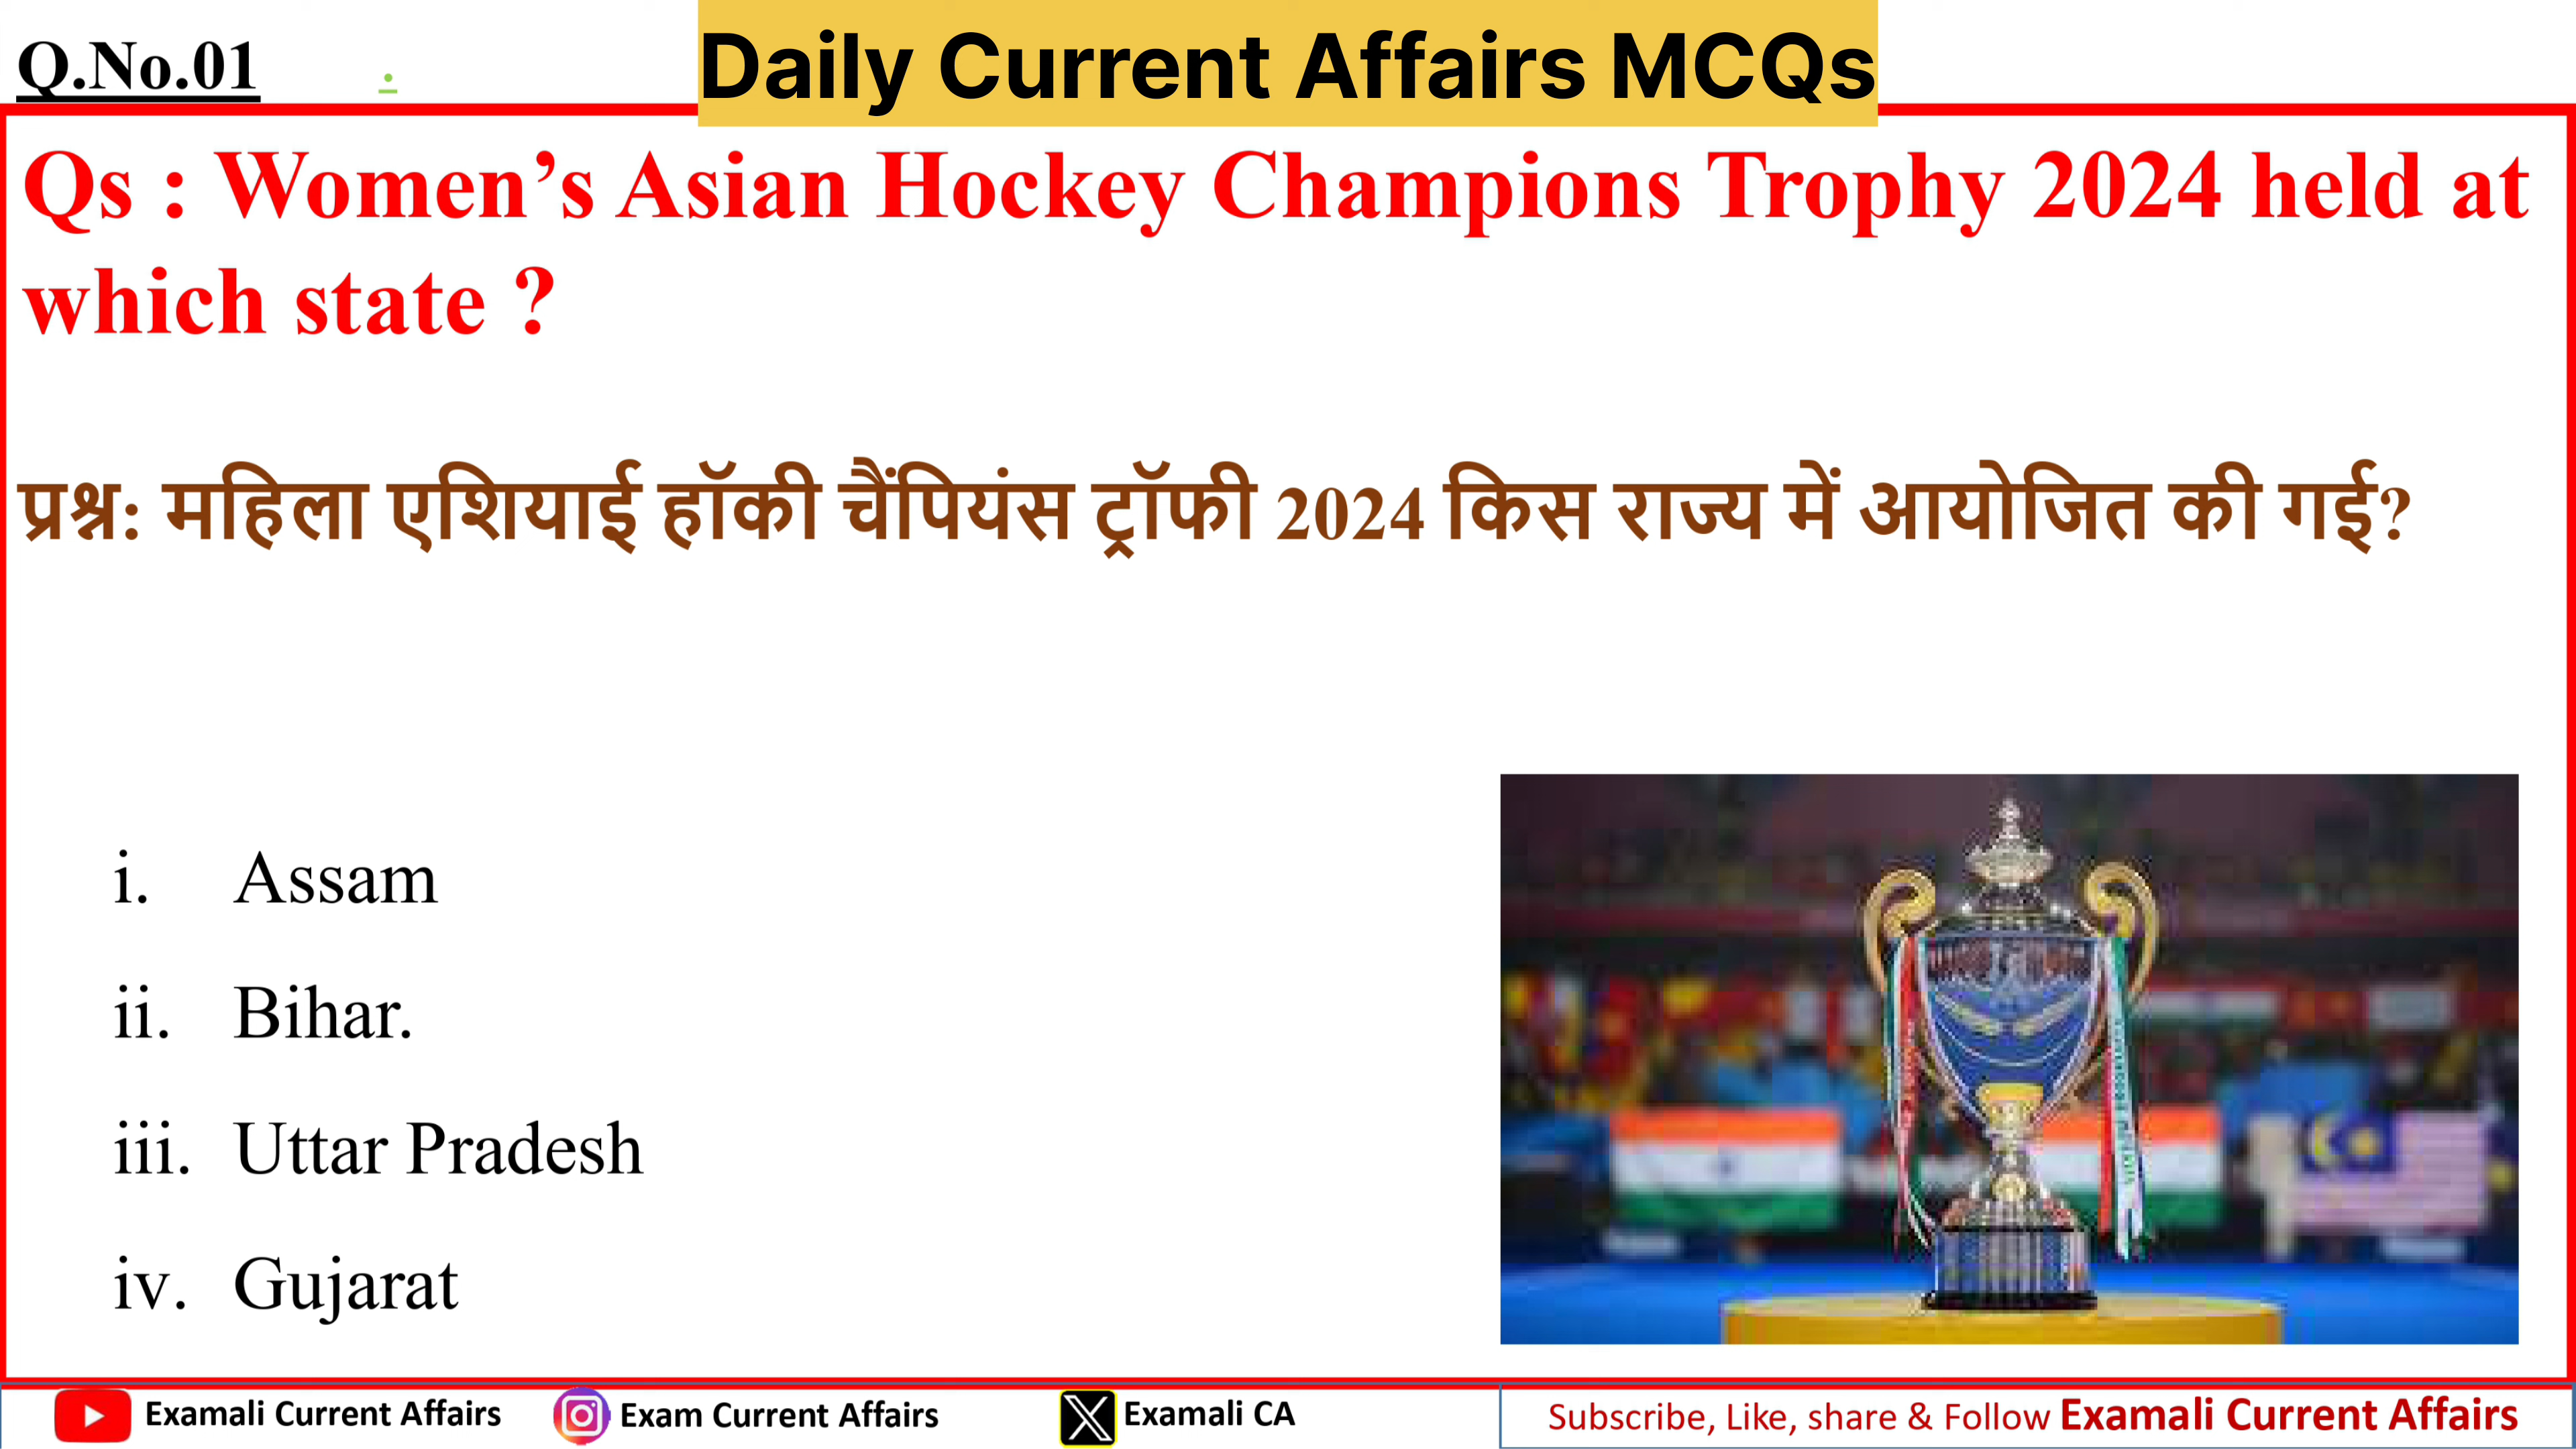 Q.No.01 .
Daily Current Affairs MCQs
Qs : Women’s Asian Hockey Champions Trophy 2024 held at
which state ?
प्रश्न: महिला एशियाई हॉकी चैंपियंस ट्रॉफी 2024 किस राज्य में आयोजित की गई?
i. Assam
ii. Bihar.
iii. Uttar Pradesh
iv. Gujarat
Examali Current Affairs
Exam Current Affairs
Examali CA
Subscribe, Like, share & Follow Examali Current Affairs